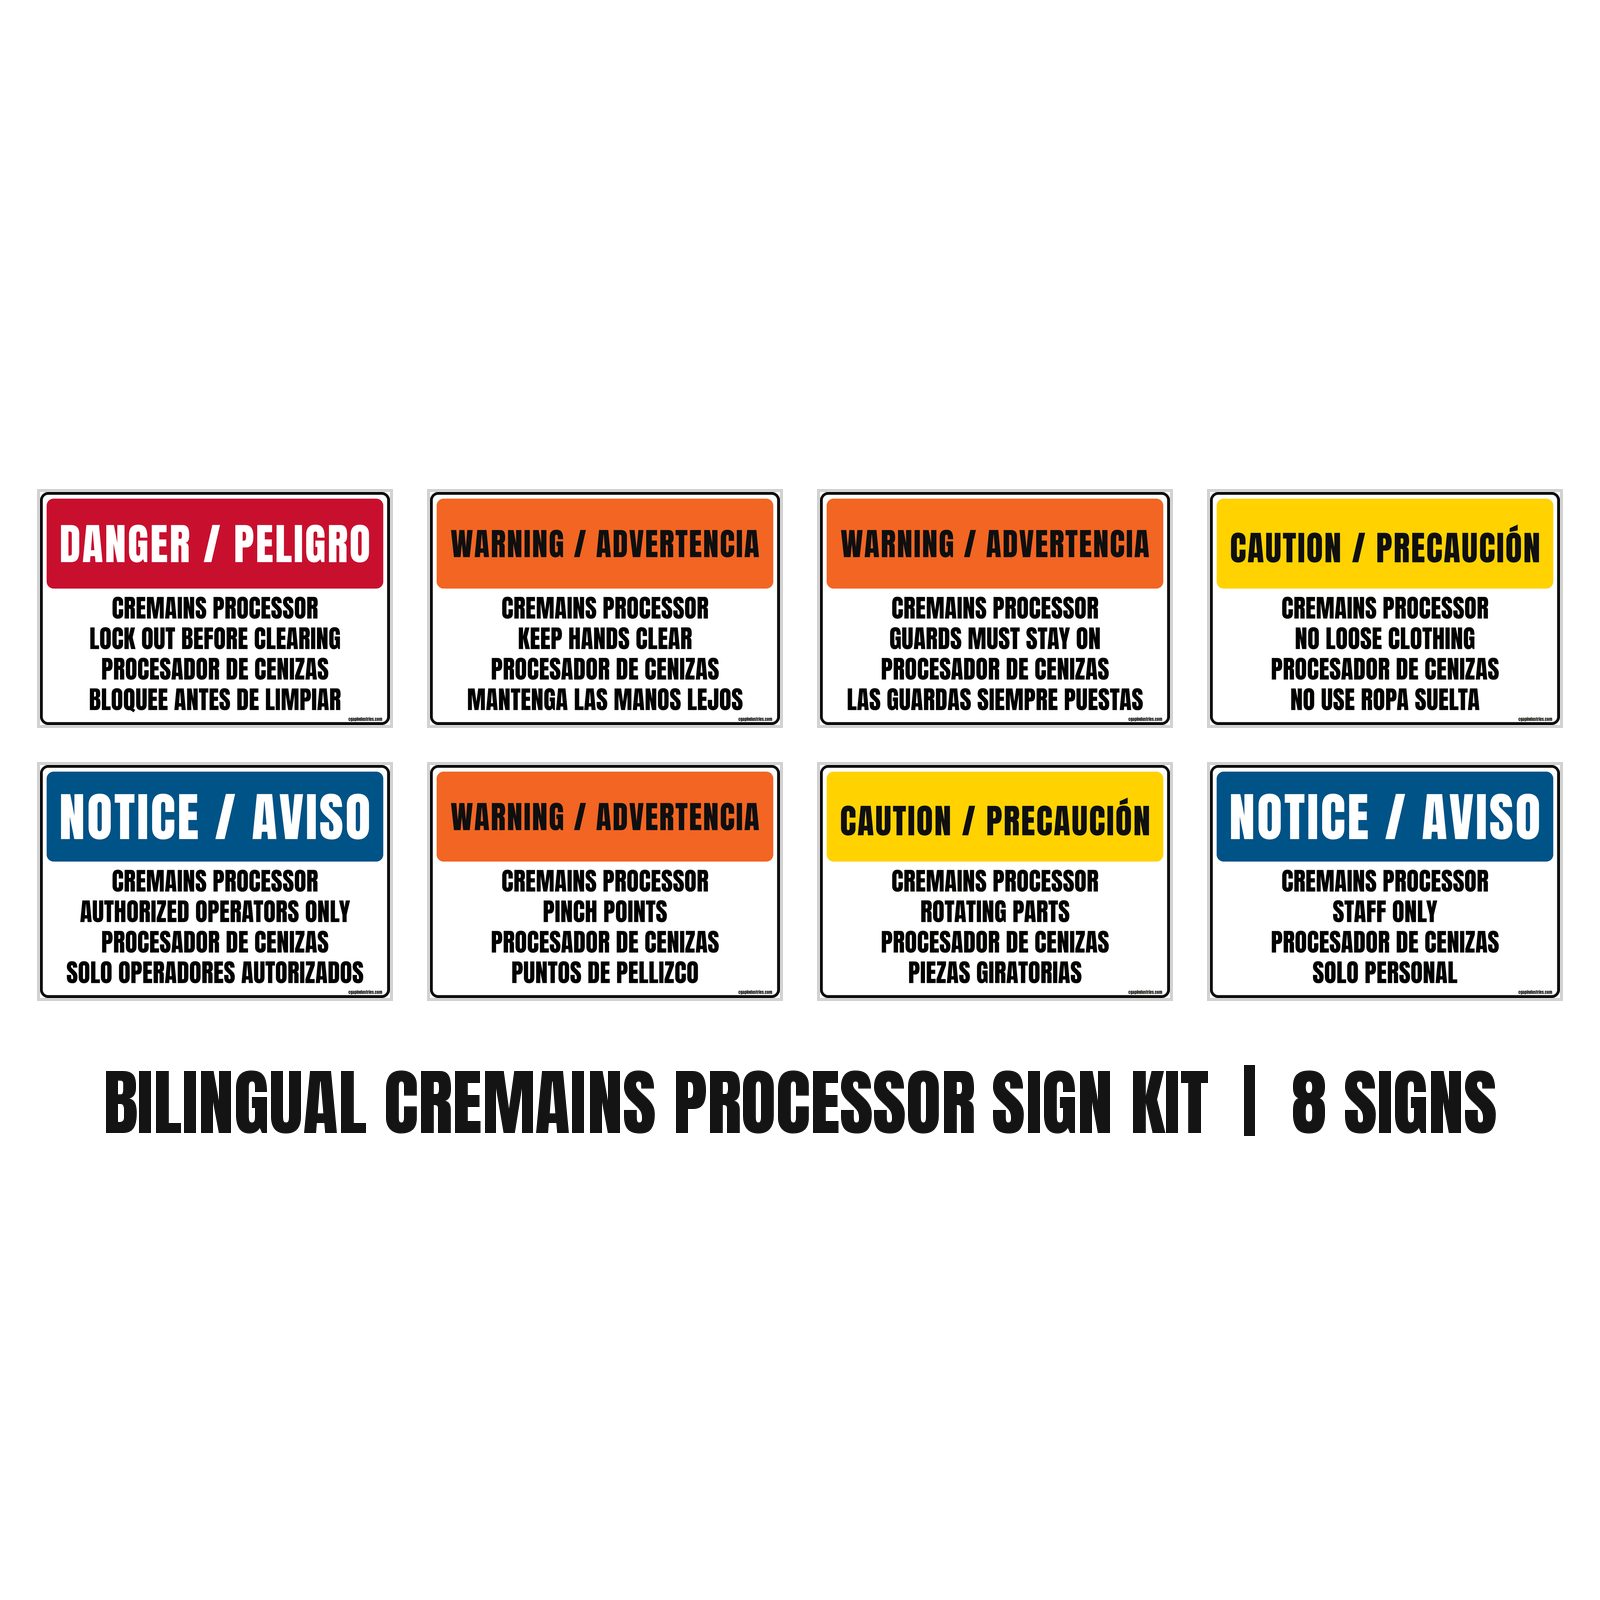 DANGER / PELIGRO
CREMAINS PROCESSOR
LOCK OUT BEFORE CLEARING
PROCESADOR DE CENIZAS
BLOQUEE ANTES DE LIMPIAR
cgaphindustries.com
WARNING / ADVERTENCIA
CREMAINS PROCESSOR
KEEP HANDS CLEAR
PROCESADOR DE CENIZAS
MANTENGA LAS MANOS LEJOS
WARNING / ADVERTENCIA
CREMAINS PROCESSOR
GUARDS MUST STAY ON
PROCESADOR DE CENIZAS
LAS GUARDAS SIEMPRE PUESTAS
CAUTION / PRECAUCIÓN
CREMAINS PROCESSOR
NO LOOSE CLOTHING
PROCESADOR DE CENIZAS
NO USE ROPA SUELTA
NOTICE / AVISO
CREMAINS PROCESSOR
AUTHORIZED OPERATORS ONLY
PROCESADOR DE CENIZAS
SOLO OPERADORES AUTORIZADOS
WARNING / ADVERTENCIA
CREMAINS PROCESSOR
PINCH POINTS
PROCESADOR DE CENIZAS
PUNTOS DE PELLIZCO
CAUTION / PRECAUCIÓN
CREMAINS PROCESSOR
ROTATING PARTS
PROCESADOR DE CENIZAS
PIEZAS GIRATORIAS
NOTICE / AVISO
CREMAINS PROCESSOR
STAFF ONLY
PROCESADOR DE CENIZAS
SOLO PERSONAL
BILINGUAL CREMAINS PROCESSOR SIGN KIT | 8 SIGNS